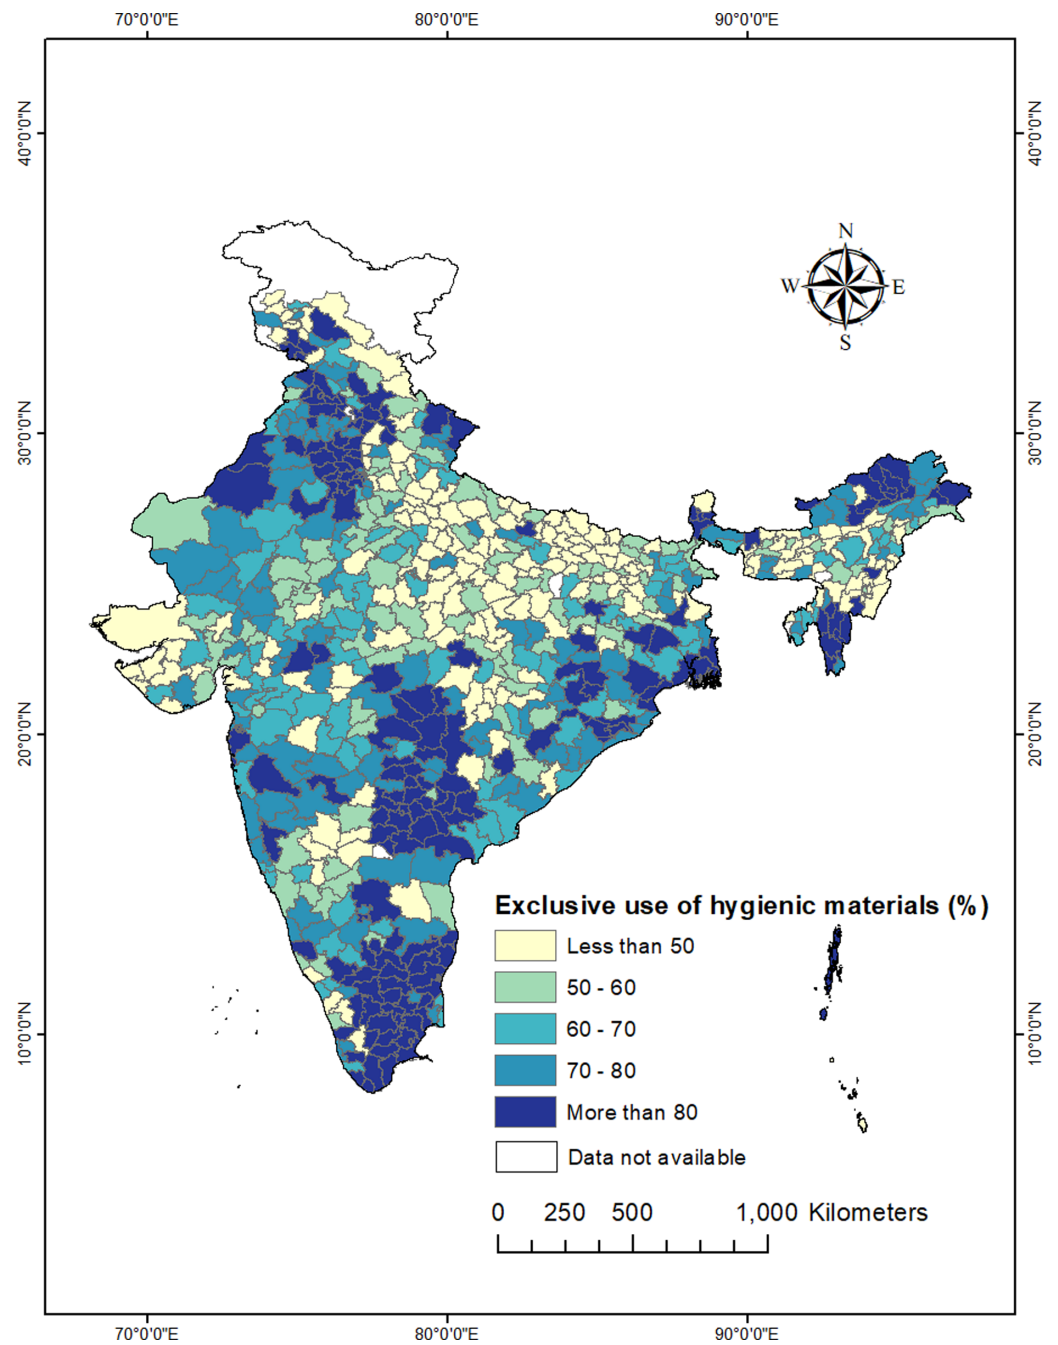 70°0'0"E 80°0'0"E 90°0'0"E
40°0'0"N 40°0'0"N
N
W E
S
30°0'0"N 30°0'0"N
20°0'0"N 20°0'0"N
Exclusive use of hygienic materials (%)
Less than 50
50 - 60
60 - 70
10°0'0"N 10°0'0"N
70 - 80
More than 80
Data not available
0 250 500 1,000 Kilometers
70°0'0"E 80°0'0"E 90°0'0"E